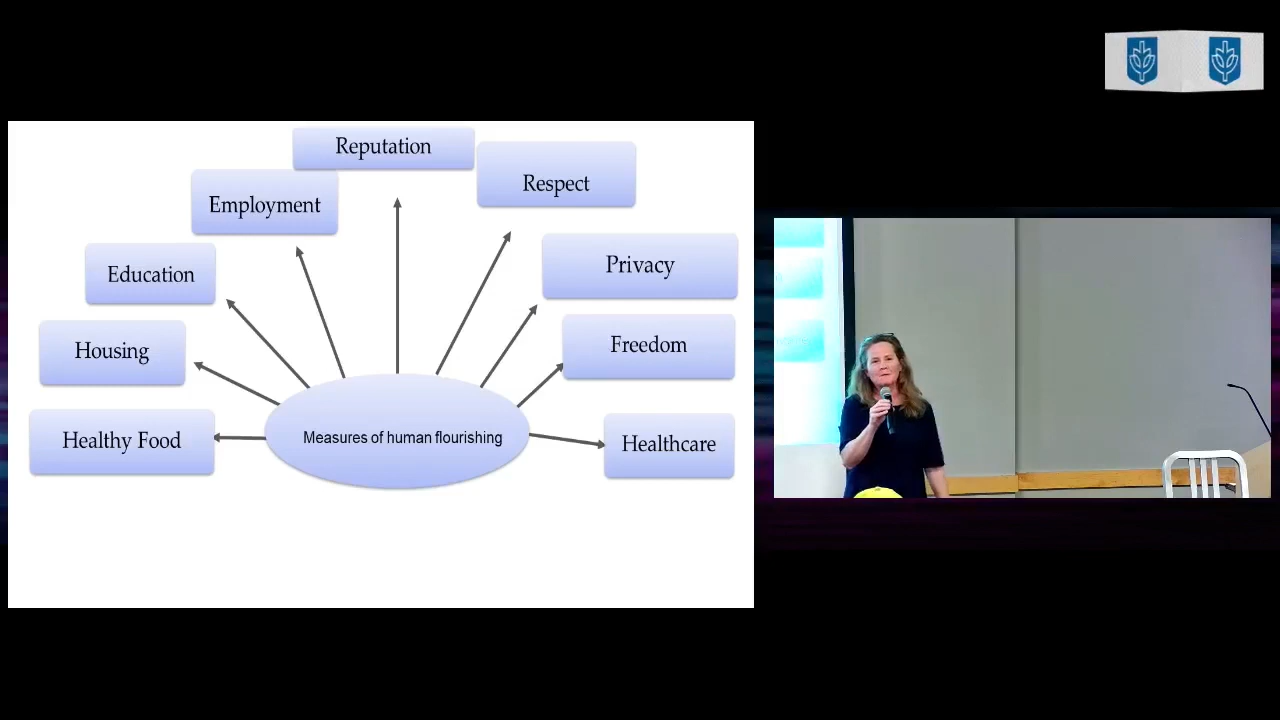 Reputation
Respect
Employment
Privacy
Education
Freedom
Housing
Healthy Food
Measures of human flourishing
Healthcare